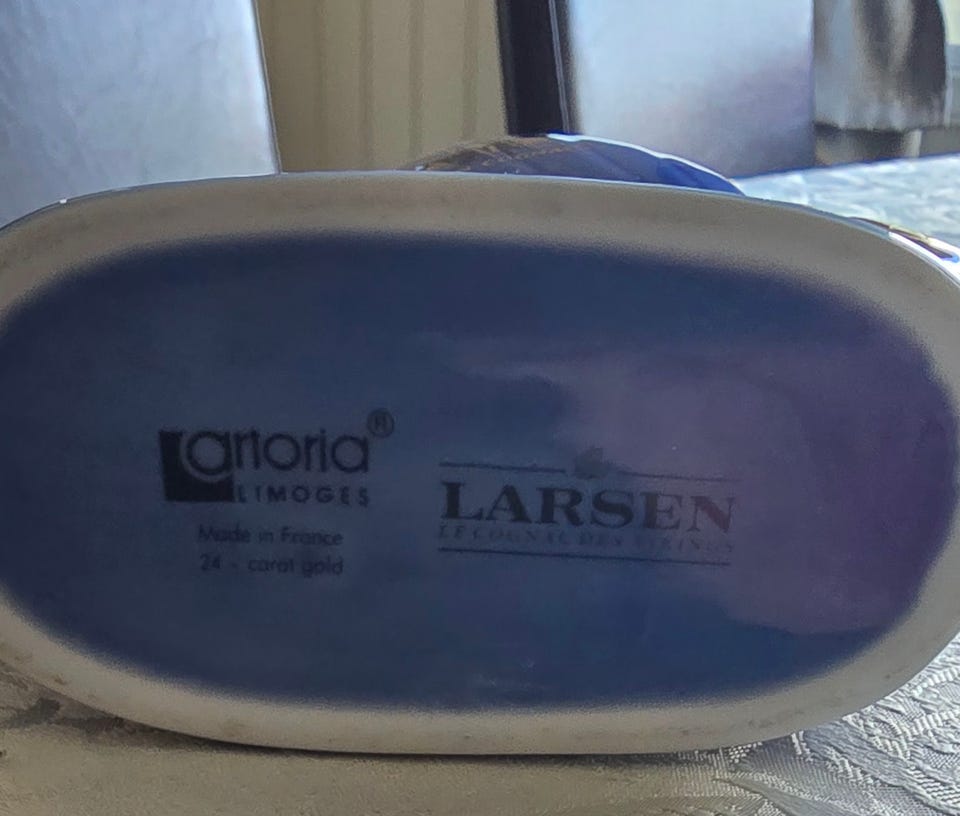 artoria®
LIMOGES
Made in France
24 - carat gold
LARSEN
LE COGNAC DES VIKINGS